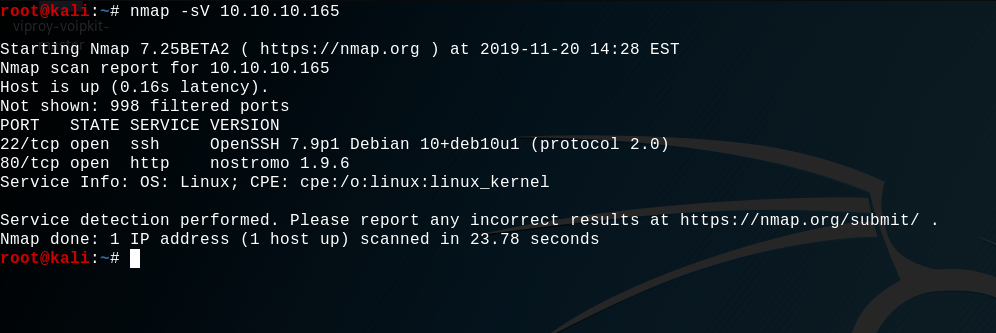 root@kali:~# nmap -sV 10.10.10.165
viproy-voipkit-
Starting Nmap 7.25BETA2 ( https://nmap.org ) at 2019-11-20 14:28 EST
Nmap scan report for 10.10.10.165
Host is up (0.16s latency).
Not shown: 998 filtered ports
PORT   STATE SERVICE VERSION
22/tcp open  ssh     OpenSSH 7.9p1 Debian 10+deb10u1 (protocol 2.0)
80/tcp open  http    nostromo 1.9.6
Service Info: OS: Linux; CPE: cpe:/o:linux:linux_kernel
Service detection performed. Please report any incorrect results at https://nmap.org/submit/ .
Nmap done: 1 IP address (1 host up) scanned in 23.78 seconds
root@kali:~#